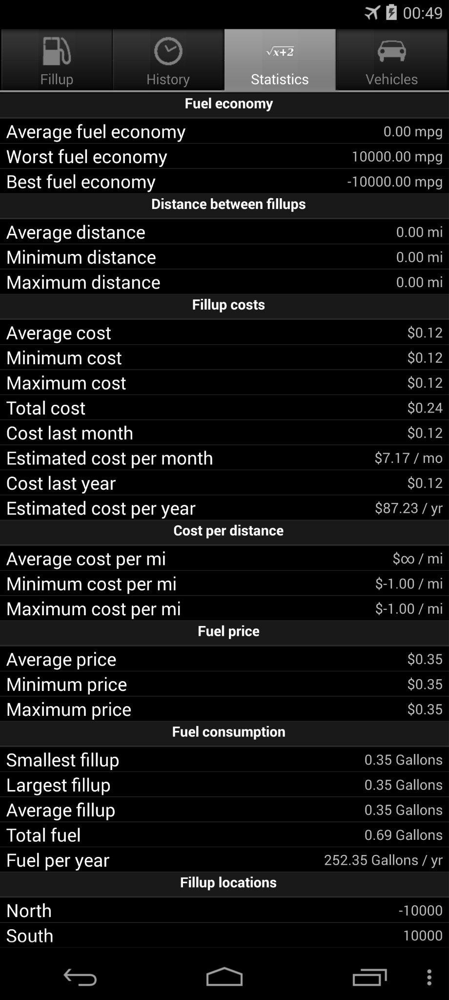 00:49
Fillup
History
√x+2
Statistics
Vehicles
Fuel economy
Average fuel economy 0.00 mpg
Worst fuel economy 10000.00 mpg
Best fuel economy -10000.00 mpg
Distance between fillups
Average distance 0.00 mi
Minimum distance 0.00 mi
Maximum distance 0.00 mi
Fillup costs
Average cost $0.12
Minimum cost $0.12
Maximum cost $0.12
Total cost $0.24
Cost last month $0.12
Estimated cost per month $7.17 / mo
Cost last year $0.12
Estimated cost per year $87.23 / yr
Cost per distance
Average cost per mi $∞ / mi
Minimum cost per mi $-1.00 / mi
Maximum cost per mi $-1.00 / mi
Fuel price
Average price $0.35
Minimum price $0.35
Maximum price $0.35
Fuel consumption
Smallest fillup 0.35 Gallons
Largest fillup 0.35 Gallons
Average fillup 0.35 Gallons
Total fuel 0.69 Gallons
Fuel per year 252.35 Gallons / yr
Fillup locations
North -10000
South 10000